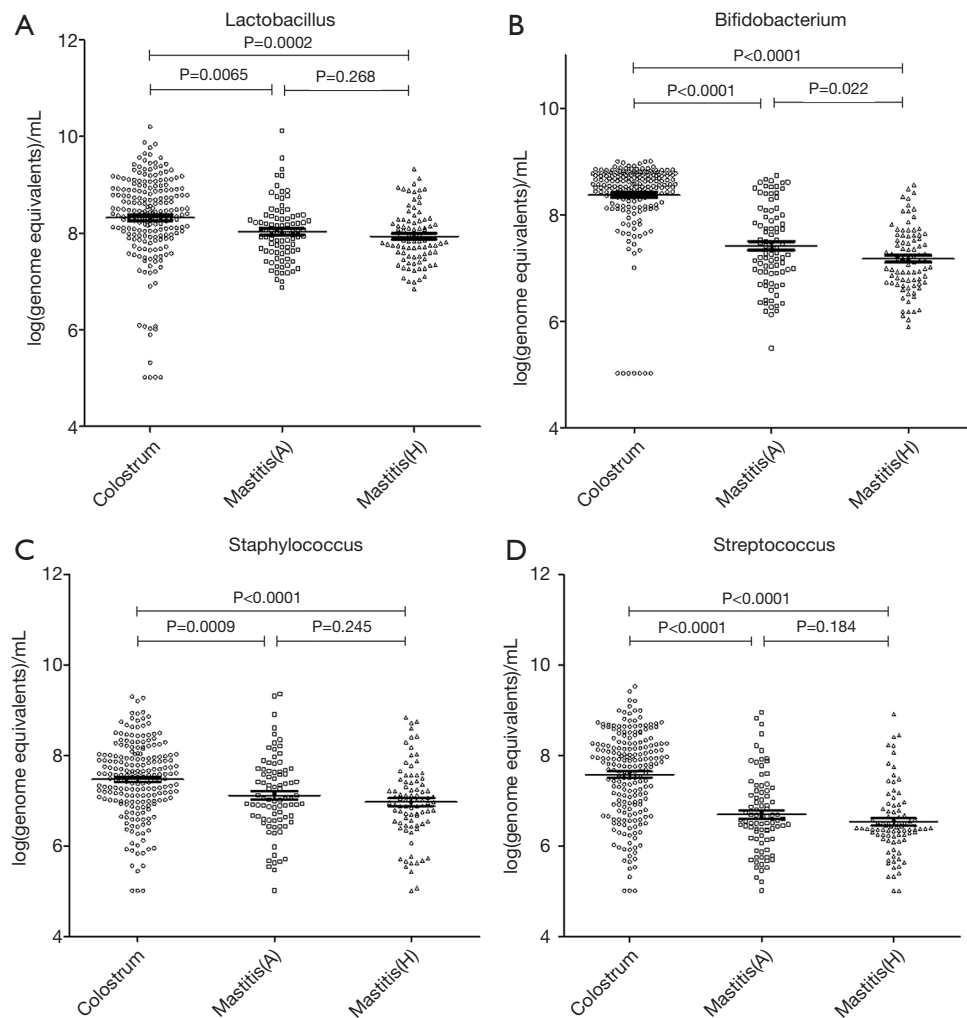 A
Lactobacillus
12
10
8
6
4
log(genome equivalents)/mL
P=0.0002
P=0.0065
P=0.268
Colostrum
Mastitis(A)
Mastitis(H)
B
Bifidobacterium
10
8
6
4
log(genome equivalents)/mL
P<0.0001
P<0.0001
P=0.022
Colostrum
Mastitis(A)
Mastitis(H)
C
Staphylococcus
12
10
8
6
4
log(genome equivalents)/mL
P<0.0001
P=0.0009
P=0.245
Colostrum
Mastitis(A)
Mastitis(H)
D
Streptococcus
12
10
8
6
4
log(genome equivalents)/mL
P<0.0001
P<0.0001
P=0.184
Colostrum
Mastitis(A)
Mastitis(H)